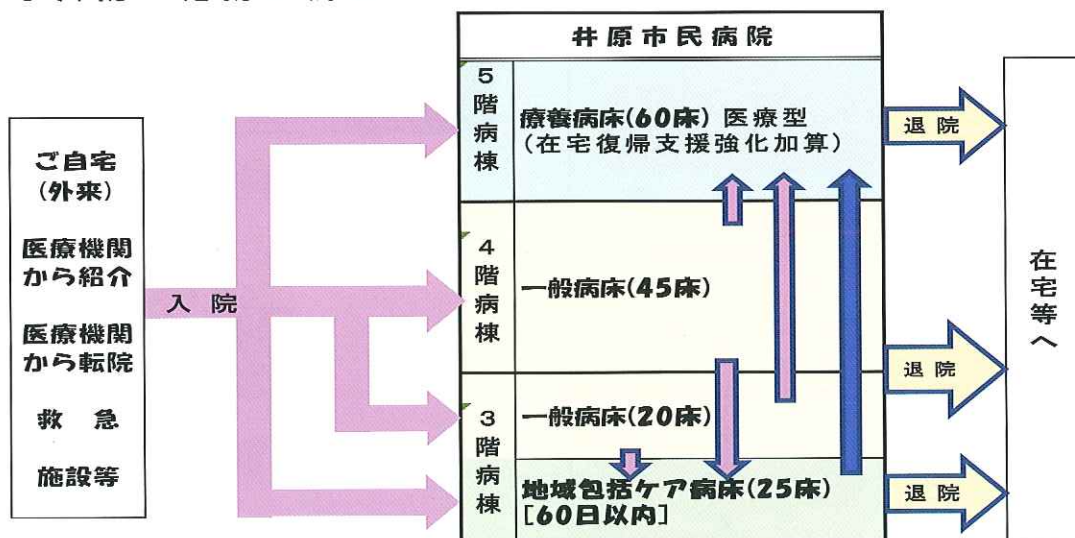 井原市民病院
ご自宅
(外来)
医療機関
から紹介
医療機関
から転院
救 急
施設等
入 院
5階病棟
療養病床(60床) 医療型
(在宅復帰支援強化加算)
4階病棟
一般病床(45床)
3階病棟
一般病床(20床)
地域包括ケア病床(25床)
[60日以内]
退 院
退 院
退 院
在宅等へ